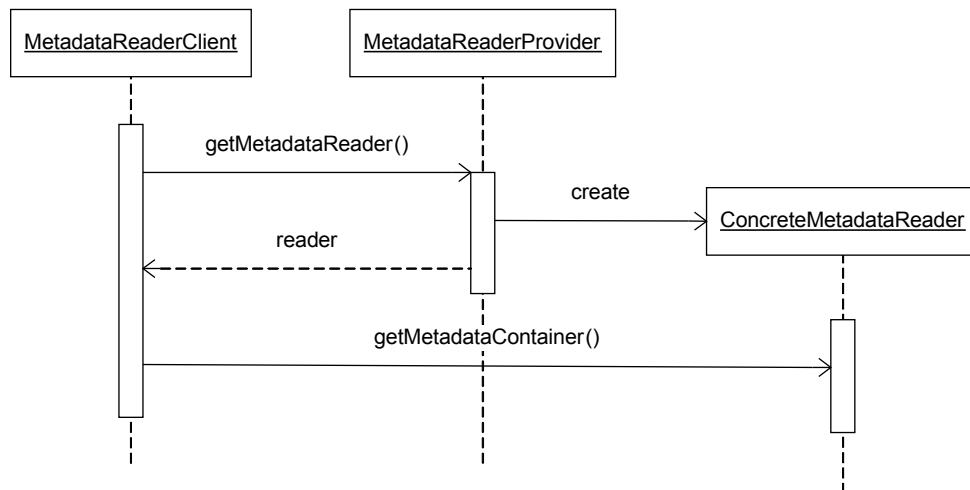 MetadataReaderClient
MetadataReaderProvider
getMetadataReader()
create
ConcreteMetadataReader
reader
getMetadataContainer()